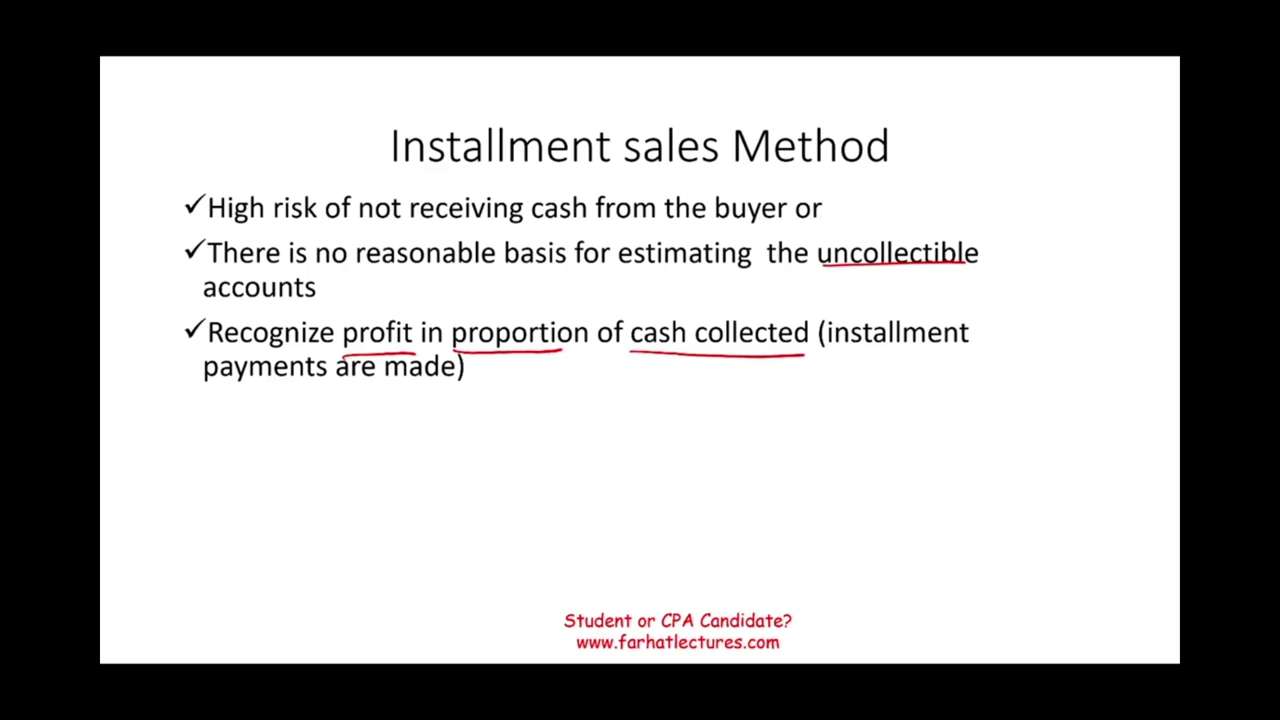 Installment sales Method
✓High risk of not receiving cash from the buyer or
✓There is no reasonable basis for estimating the uncollectible
accounts
✓Recognize profit in proportion of cash collected (installment
payments are made)
Student or CPA Candidate?
www.farhatlectures.com